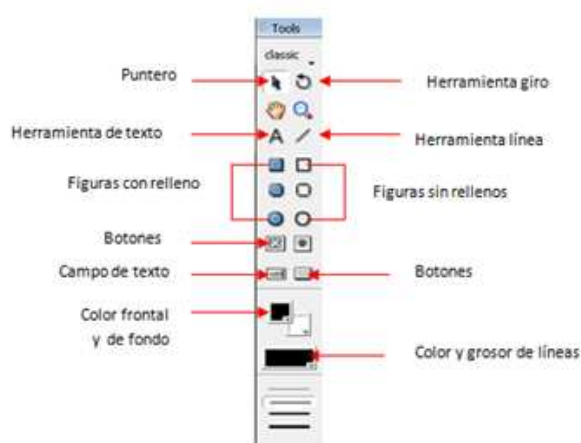 Tools
classic
Puntero
Herramienta giro
Herramienta de texto
A
Herramienta línea
Figuras con relleno
Figuras sin rellenos
Botones
Campo de texto
Botones
Color frontal
y de fondo
Color y grosor de líneas